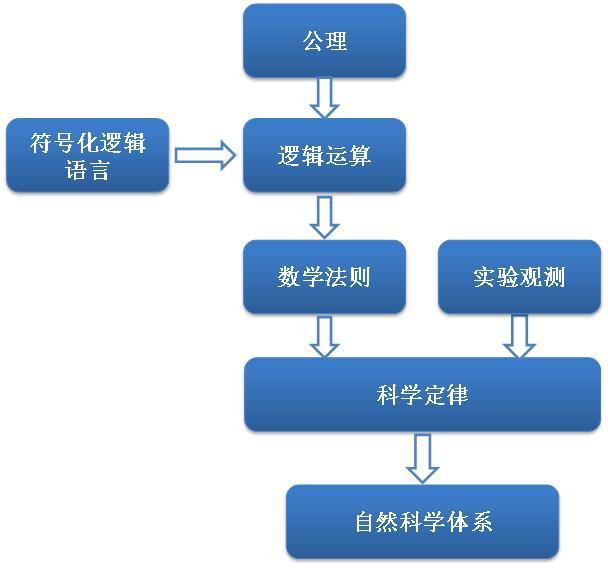 公理
符号化逻辑
语言
逻辑运算
数学法则
实验观测
科学定律
自然科学体系